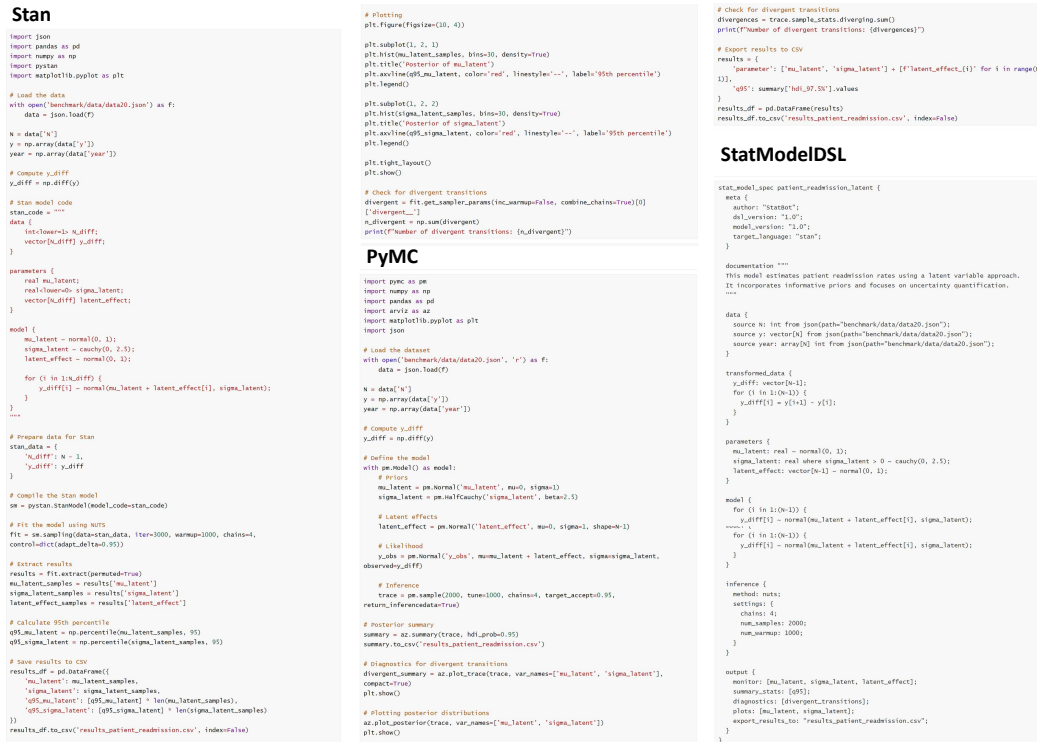 Stan
import json
import pandas as pd
import numpy as np
import pystan
import matplotlib.pyplot as plt
# Load the data
with open('benchmark/data/data20.json') as f:
data = json.load(f)
N = data['N']
y = np.array(data['y'])
year = np.array(data['year'])
# Compute y_diff
y_diff = np.diff(y)
# Stan model code
stan_code = """
data {
int<lower=1> N_diff;
vector[N_diff] y_diff;
}
parameters {
real mu_latent;
real<lower=0> sigma_latent;
vector[N_diff] latent_effect;
}
model {
mu_latent ~ normal(0, 1);
sigma_latent ~ cauchy(0, 2.5);
latent_effect ~ normal(0, 1);
for (i in 1:N_diff) {
y_diff[i] ~ normal(mu_latent + latent_effect[i], sigma_latent);
}
}
"""
# Prepare data for Stan
stan_data = {
'N_diff': N - 1,
'y_diff': y_diff
}
# Compile the Stan model
sm = pystan.StanModel(model_code=stan_code)
# Fit the model using NUTS
fit = sm.sampling(data=stan_data, iter=3000, warmup=1000, chains=4,
control=dict(adapt_delta=0.95))
# Extract results
results = fit.extract(permuted=True)
mu_latent_samples = results['mu_latent']
sigma_latent_samples = results['sigma_latent']
latent_effect_samples = results['latent_effect']
# Calculate 95th percentile
q95_mu_latent = np.percentile(mu_latent_samples, 95)
q95_sigma_latent = np.percentile(sigma_latent_samples, 95)
# Save results to CSV
results_df = pd.DataFrame({
'mu_latent': mu_latent_samples,
'sigma_latent': sigma_latent_samples,
'q95_mu_latent': [q95_mu_latent] * len(mu_latent_samples),
'q95_sigma_latent': [q95_sigma_latent] * len(sigma_latent_samples)
})
results_df.to_csv('results_patient_readmission.csv', index=False)
# Plotting
plt.figure(figsize=(10, 4))
plt.subplot(1, 2, 1)
plt.hist(mu_latent_samples, bins=30, density=True)
plt.title('Posterior of mu_latent')
plt.axvline(q95_mu_latent, color='red', linestyle='--', label='95th percentile')
plt.legend()
plt.subplot(1, 2, 2)
plt.hist(sigma_latent_samples, bins=30, density=True)
plt.title('Posterior of sigma_latent')
plt.axvline(q95_sigma_latent, color='red', linestyle='--', label='95th percentile')
plt.legend()
plt.tight_layout()
plt.show()
# Check for divergent transitions
divergent = fit.get_sampler_params(inc_warmup=False, combine_chains=True)[0]
['divergent__']
n_divergent = np.sum(divergent)
print(f"Number of divergent transitions: {n_divergent}")
PyMC
import pymc as pm
import numpy as np
import pandas as pd
import arviz as az
import matplotlib.pyplot as plt
import json
# Load the dataset
with open('benchmark/data/data20.json', 'r') as f:
data = json.load(f)
N = data['N']
y = np.array(data['y'])
year = np.array(data['year'])
# Compute y_diff
y_diff = np.diff(y)
# Define the model
with pm.Model() as model:
# Priors
mu_latent = pm.Normal('mu_latent', mu=0, sigma=1)
sigma_latent = pm.HalfCauchy('sigma_latent', beta=2.5)
# Latent effects
latent_effect = pm.Normal('latent_effect', mu=0, sigma=1, shape=N-1)
# Likelihood
y_obs = pm.Normal('y_obs', mu=mu_latent + latent_effect, sigma=sigma_latent,
observed=y_diff)
# Inference
trace = pm.sample(2000, tune=1000, chains=4, target_accept=0.95,
return_inferencedata=True)
# Posterior summary
summary = az.summary(trace, hdi_prob=0.95)
summary.to_csv('results_patient_readmission.csv')
# Diagnostics for divergent transitions
divergent_summary = az.plot_trace(trace, var_names=['mu_latent', 'sigma_latent'],
compact=True)
plt.show()
# Plotting posterior distributions
az.plot_posterior(trace, var_names=['mu_latent', 'sigma_latent'])
plt.show()
# Check for divergent transitions
divergences = trace.sample_stats.diverging.sum()
print(f"Number of divergent transitions: {divergences}")
# Export results to CSV
results = {
'parameter': ['mu_latent', 'sigma_latent'] + [f'latent_effect_{i}' for i in range(
1)],
'q95': summary['hdi_97.5%'].values
}
results_df = pd.DataFrame(results)
results_df.to_csv('results_patient_readmission.csv', index=False)
StatModelDSL
stat_model_spec patient_readmission_latent {
meta {
author: "StatBot";
dsl_version: "1.0";
model_version: "1.0";
target_language: "stan";
}
documentation """
This model estimates patient readmission rates using a latent variable approach.
It incorporates informative priors and focuses on uncertainty quantification.
"""
data {
source N: int from json(path="benchmark/data/data20.json");
source y: vector[N] from json(path="benchmark/data/data20.json");
source year: array[N] int from json(path="benchmark/data/data20.json");
}
transformed_data {
y_diff: vector[N-1];
for (i in 1:(N-1)) {
y_diff[i] = y[i+1] - y[i];
}
}
parameters {
mu_latent: real ~ normal(0, 1);
sigma_latent: real where sigma_latent > 0 ~ cauchy(0, 2.5);
latent_effect: vector[N-1] ~ normal(0, 1);
}
model {
for (i in 1:(N-1)) {
y_diff[i] ~ normal(mu_latent + latent_effect[i], sigma_latent);
for (i in 1:(N-1)) {
y_diff[i] ~ normal(mu_latent + latent_effect[i], sigma_latent);
}
}
inference {
method: nuts;
settings: {
chains: 4;
num_samples: 2000;
num_warmup: 1000;
}
}
output {
monitor: [mu_latent, sigma_latent, latent_effect];
summary_stats: [q95];
diagnostics: [divergent_transitions];
plots: [mu_latent, sigma_latent];
export_results_to: "results_patient_readmission.csv";
}
}